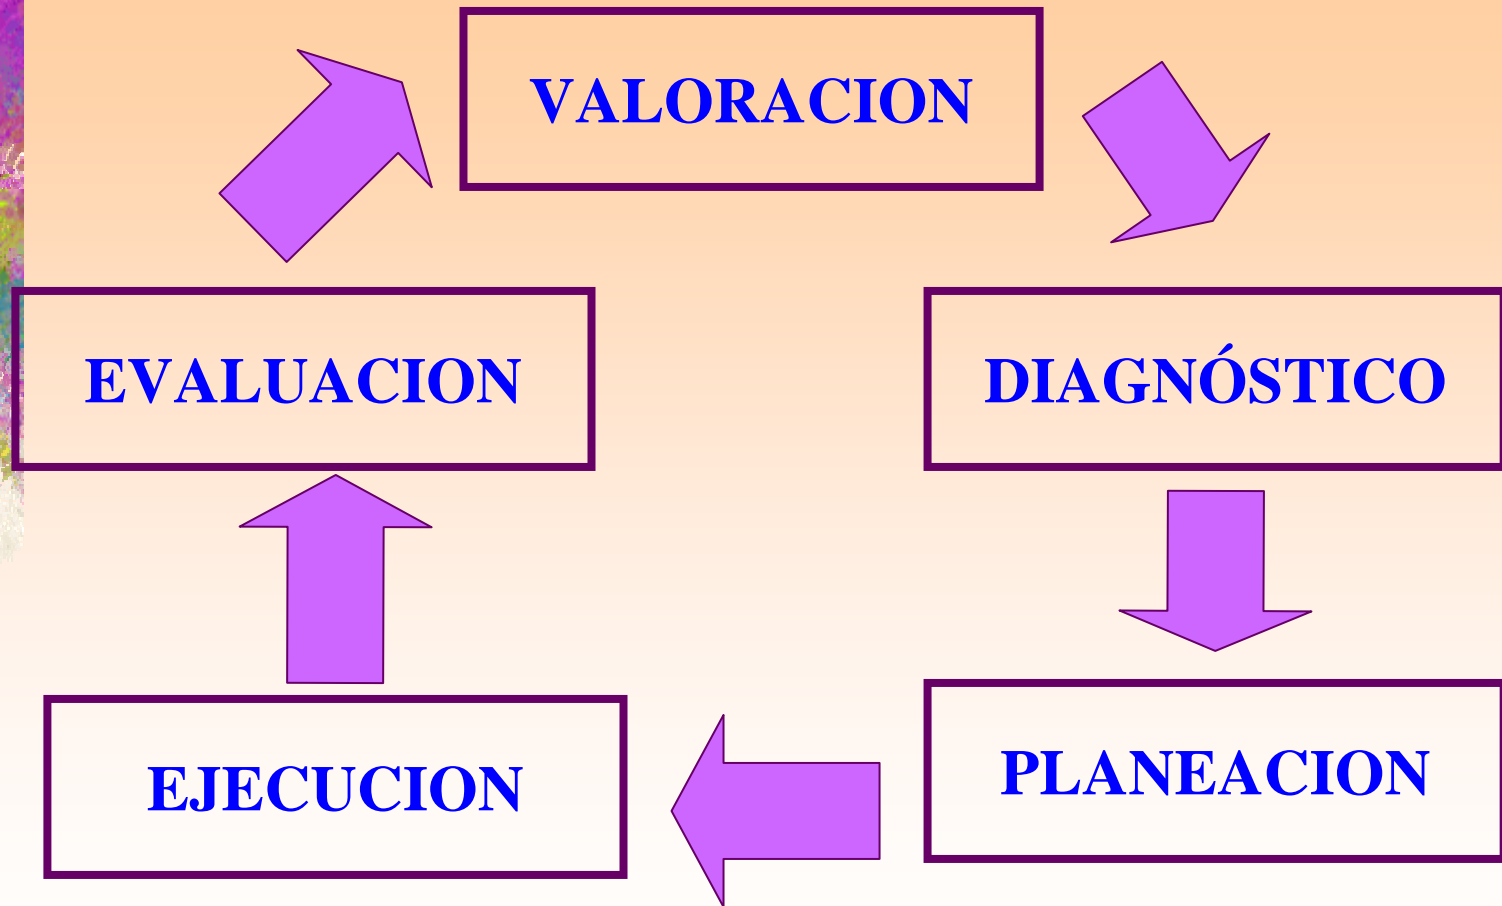 VALORACION
EVALUACION
DIAGNÓSTICO
EJECUCION
PLANEACION